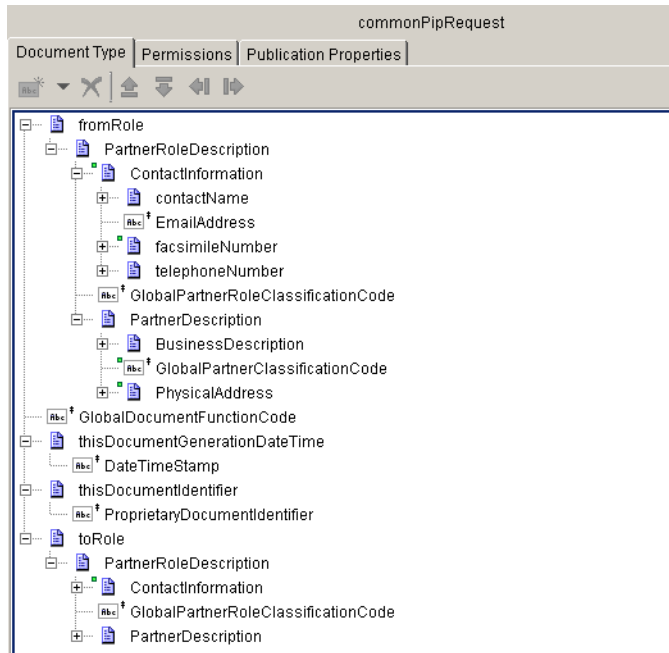 commonPipRequest
Document Type Permissions Publication Properties
fromRole
PartnerRoleDescription
ContactInformation
contactName
EmailAddress
facsimileNumber
telephoneNumber
GlobalPartnerRoleClassificationCode
PartnerDescription
BusinessDescription
GlobalPartnerClassificationCode
PhysicalAddress
GlobalDocumentFunctionCode
thisDocumentGenerationDateTime
DateTimeStamp
thisDocumentIdentifier
ProprietaryDocumentIdentifier
toRole
PartnerRoleDescription
ContactInformation
GlobalPartnerRoleClassificationCode
PartnerDescription